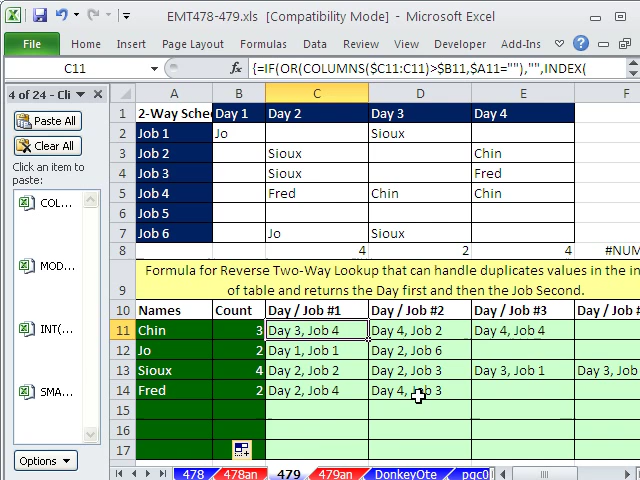 EMT478-479.xls [Compatibility Mode] - Microsoft Excel
File Home Insert Page Layout Formulas Data Review View Developer Add-Ins
C11 fx {=IF(OR(COLUMNS($C11:C11)>$B11,$A11=""),"",INDEX(
4 of 24 - Cli
Paste All
Clear All
Click an item to
paste:
COL...
MOD...
INT(...
SMA...
Options
A B C D E F
1 2-Way Sched Day 1 Day 2 Day 3 Day 4
2 Job 1 Jo Sioux
3 Job 2 Sioux Chin
4 Job 3 Sioux Fred
5 Job 4 Fred Chin Chin
6 Job 5
7 Job 6 Jo Sioux
8 4 2 4 #NUM
9 Formula for Reverse Two-Way Lookup that can handle duplicates values in the in
of table and returns the Day first and then the Job Second.
10 Names Count Day / Job #1 Day / Job #2 Day / Job #3 Day / Job #
11 Chin 3 Day 3, Job 4 Day 4, Job 2 Day 4, Job 4
12 Jo 2 Day 1, Job 1 Day 2, Job 6
13 Sioux 4 Day 2, Job 2 Day 2, Job 3 Day 3, Job 1 Day 3, Job
14 Fred 2 Day 2, Job 4 Day 4, Job 3
15
16
17
478 478an 479 479an DonkeyOte pgc0